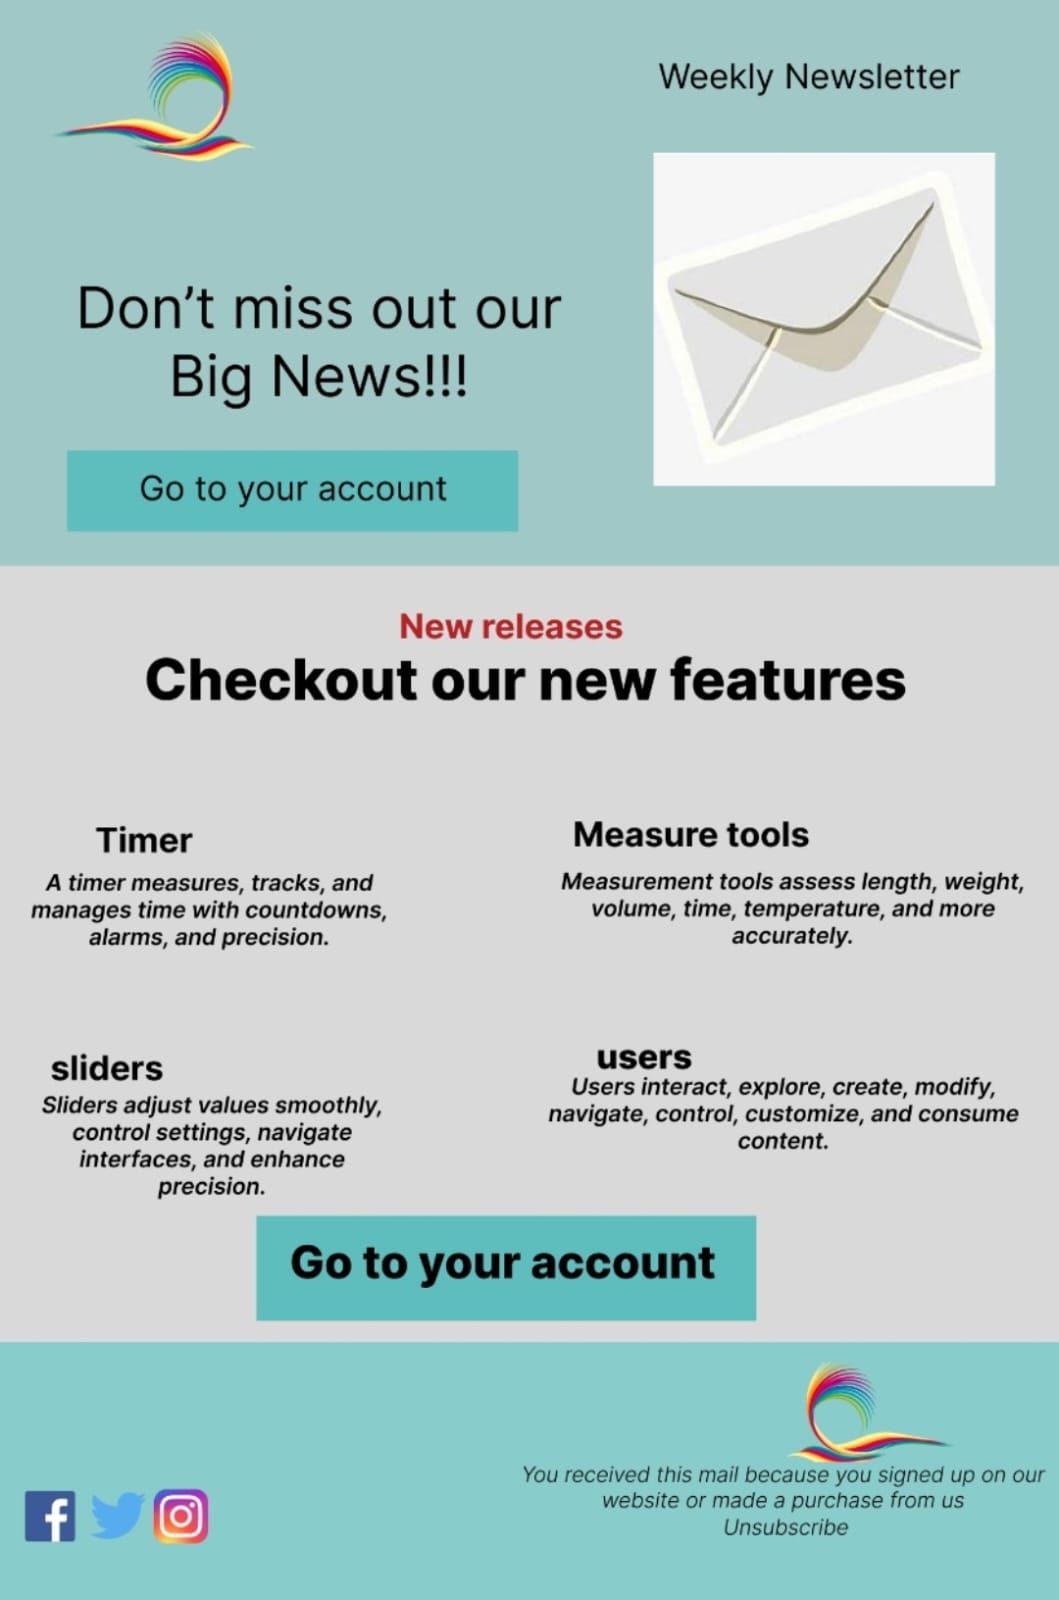 Weekly Newsletter
Don’t miss out our
Big News!!!
Go to your account
New releases
Checkout our new features
Timer
A timer measures, tracks, and
manages time with countdowns,
alarms, and precision.
Measure tools
Measurement tools assess length, weight,
volume, time, temperature, and more
accurately.
sliders
Sliders adjust values smoothly,
control settings, navigate
interfaces, and enhance
precision.
users
Users interact, explore, create, modify,
navigate, control, customize, and consume
content.
Go to your account
You received this mail because you signed up on our
website or made a purchase from us
Unsubscribe